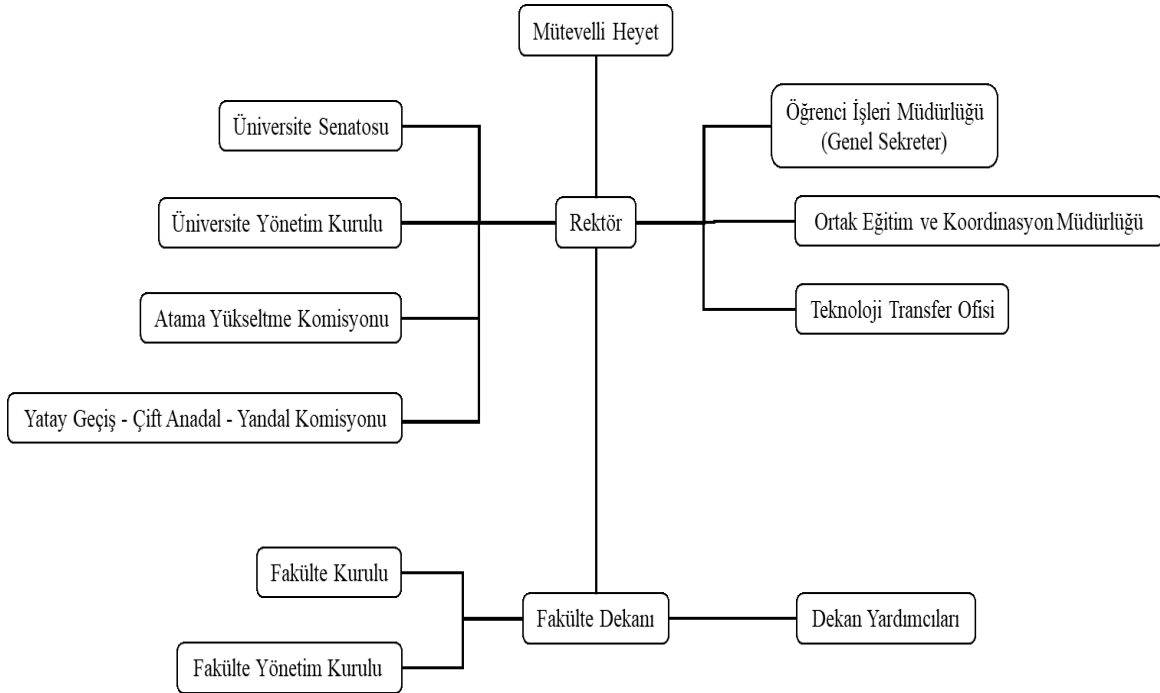 Mütevelli Heyet
Üniversite Senatosu
Öğrenci İşleri Müdürlüğü
(Genel Sekreter)
Üniversite Yönetim Kurulu
Rektör
Ortak Eğitim ve Koordinasyon Müdürlüğü
Atama Yükseltme Komisyonu
Teknoloji Transfer Ofisi
Yatay Geçiş - Çift Anadal - Yandal Komisyonu
Fakülte Kurulu
Fakülte Dekanı
Dekan Yardımcıları
Fakülte Yönetim Kurulu